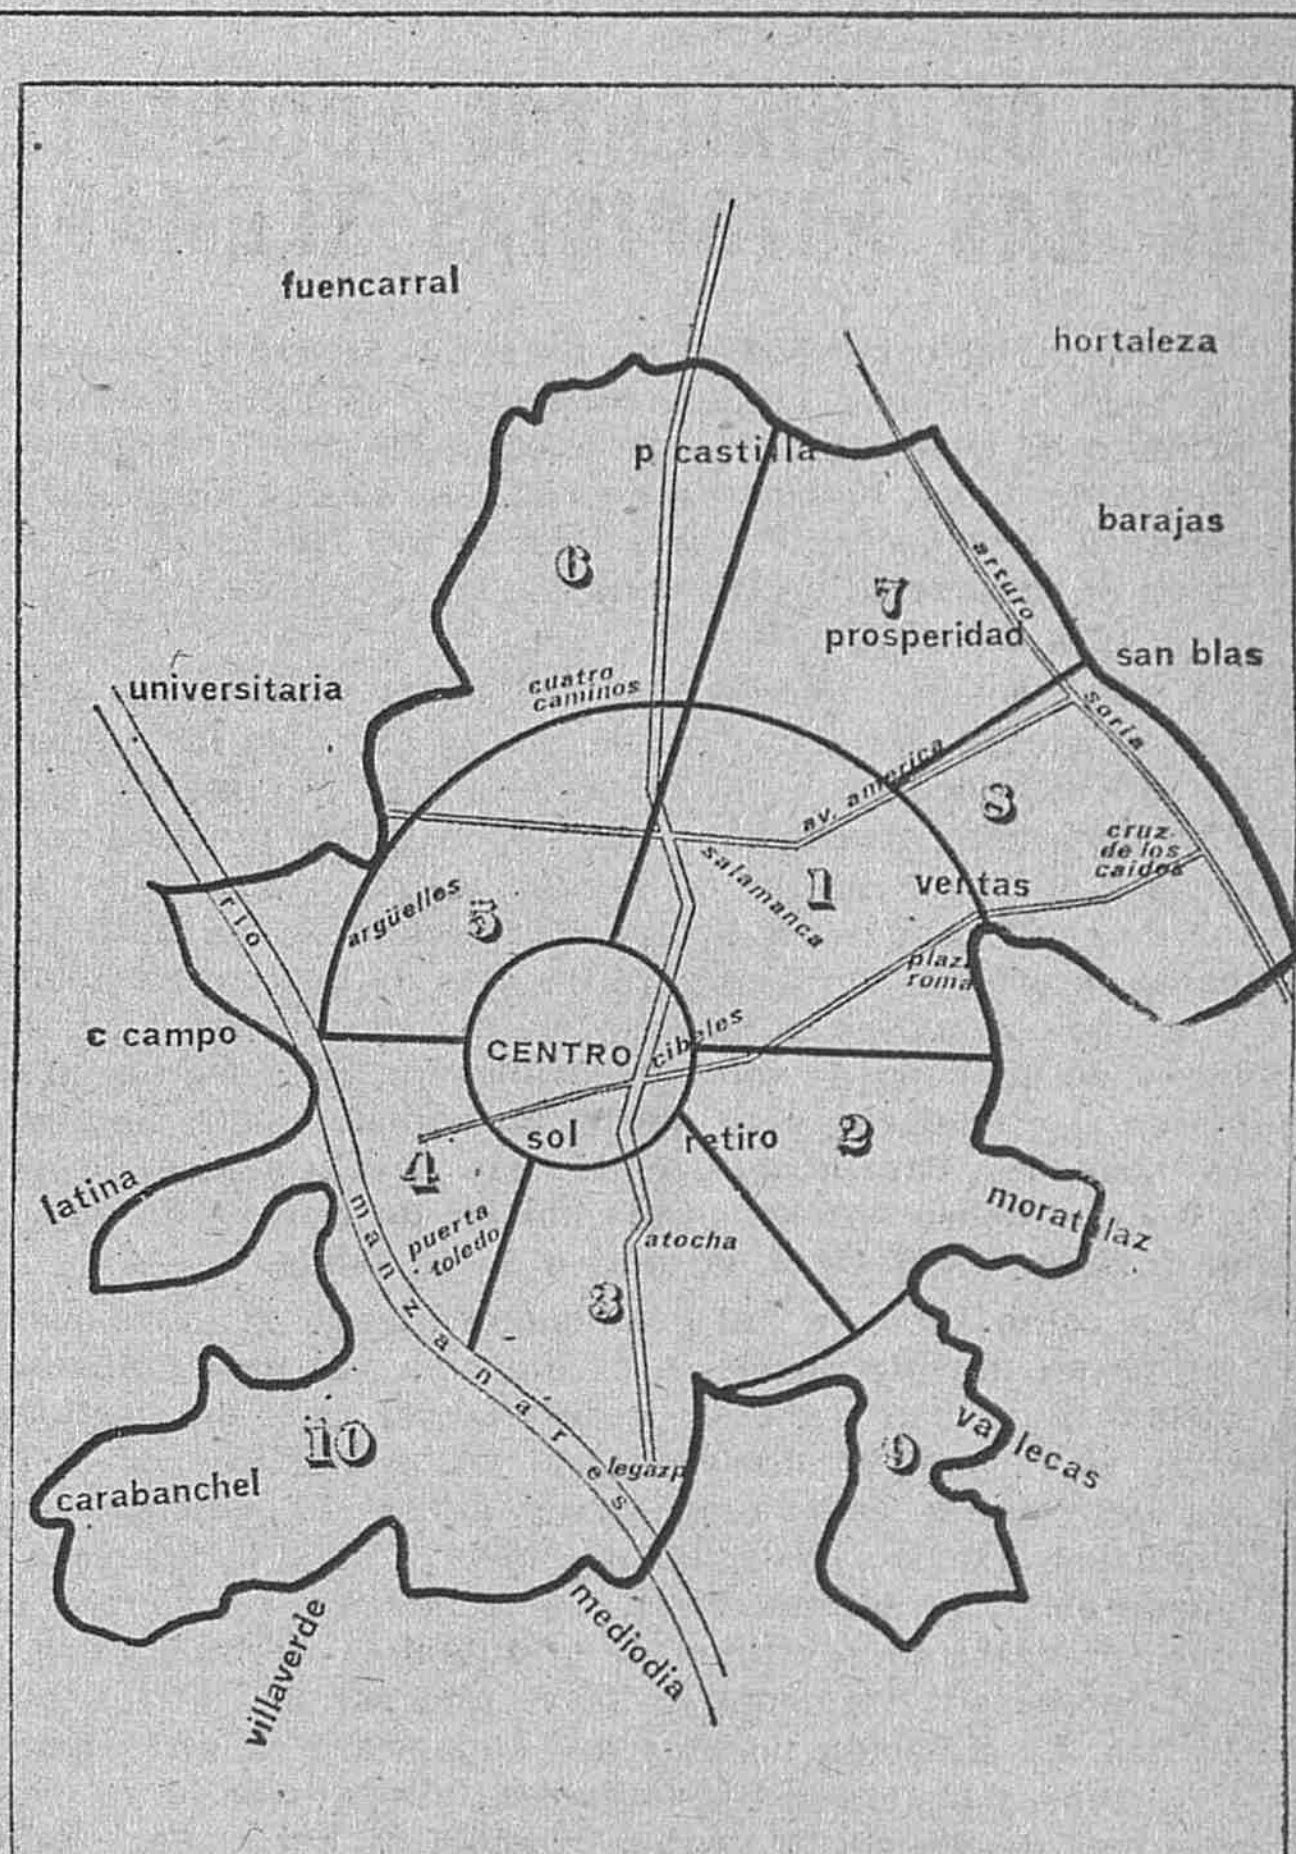 fuencarral
hortaleza
p castilla
barajas
6
arturo
7
prosperidad
san blas
universitaria
cuatro
caminos
soria
av. america
8
cruz
de los
caidos
salamanca
1
ventas
argüelles
5
rio
plaza
roma
c campo
CENTRO
cibeles
sol
retiro
2
4
latina
moratalaz
manzanares
puerta
toledo
atocha
3
vallecas
10
9
legazpi
carabanchel
mediodia
villaverde